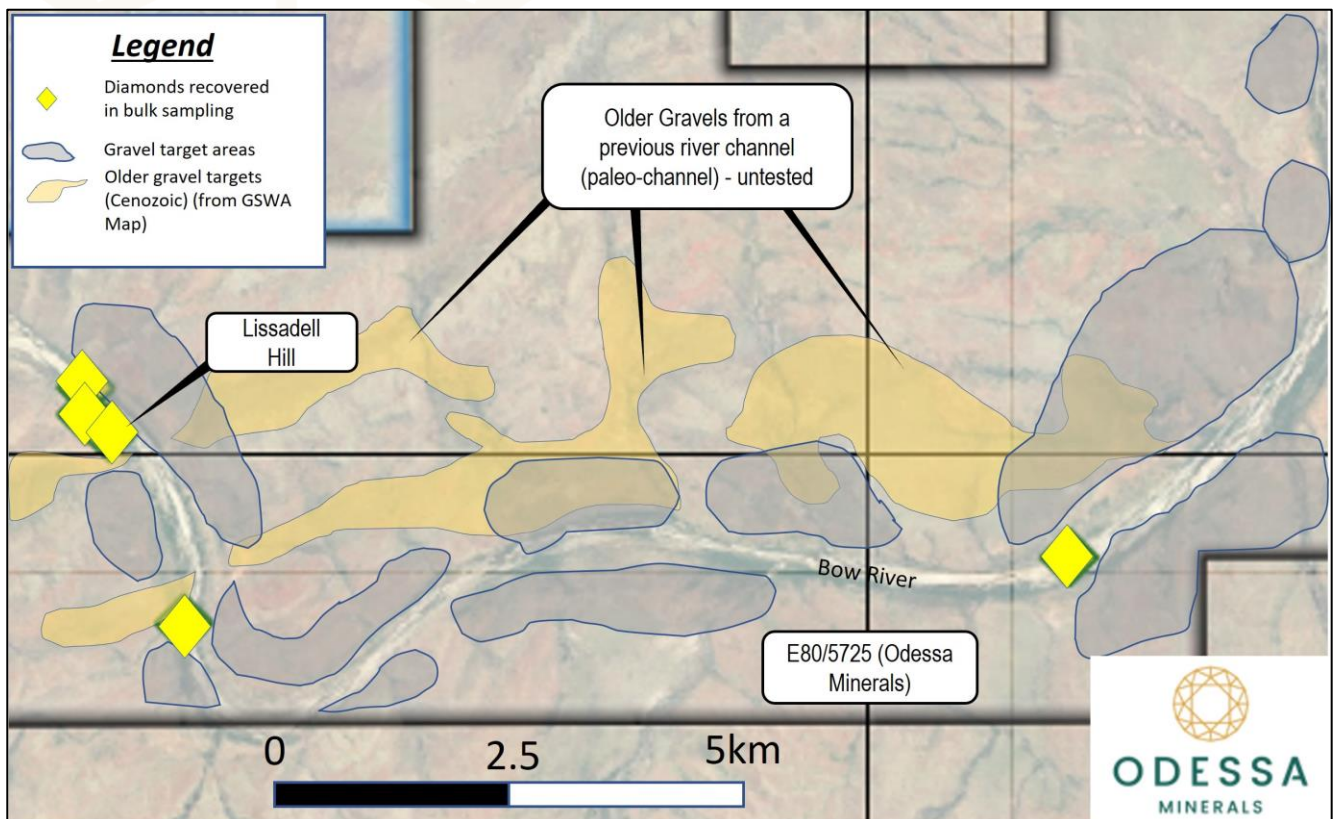 Legend
Diamonds recovered
in bulk sampling
Gravel target areas
Older gravel targets
(Cenozoic) (from GSWA
Map)
Older Gravels from a
previous river channel
(paleo-channel) - untested
Lissadell
Hill
Bow River
E80/5725 (Odessa
Minerals)
0 2.5 5km
ODESSA
MINERALS